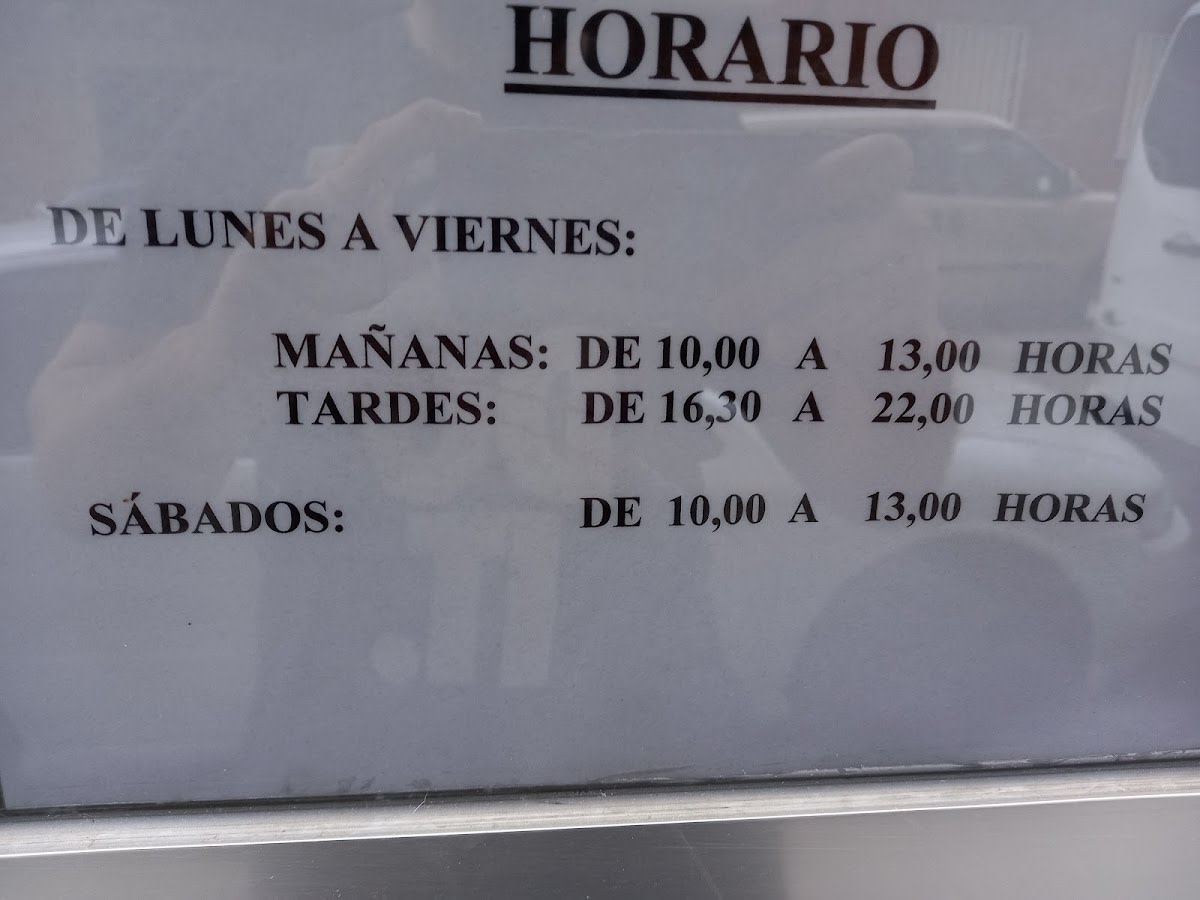 HORARIO
DE LUNES A VIERNES:
MAÑANAS: DE 10,00 A 13,00 HORAS
TARDES: DE 16,30 A 22,00 HORAS
SÁBADOS: DE 10,00 A 13,00 HORAS